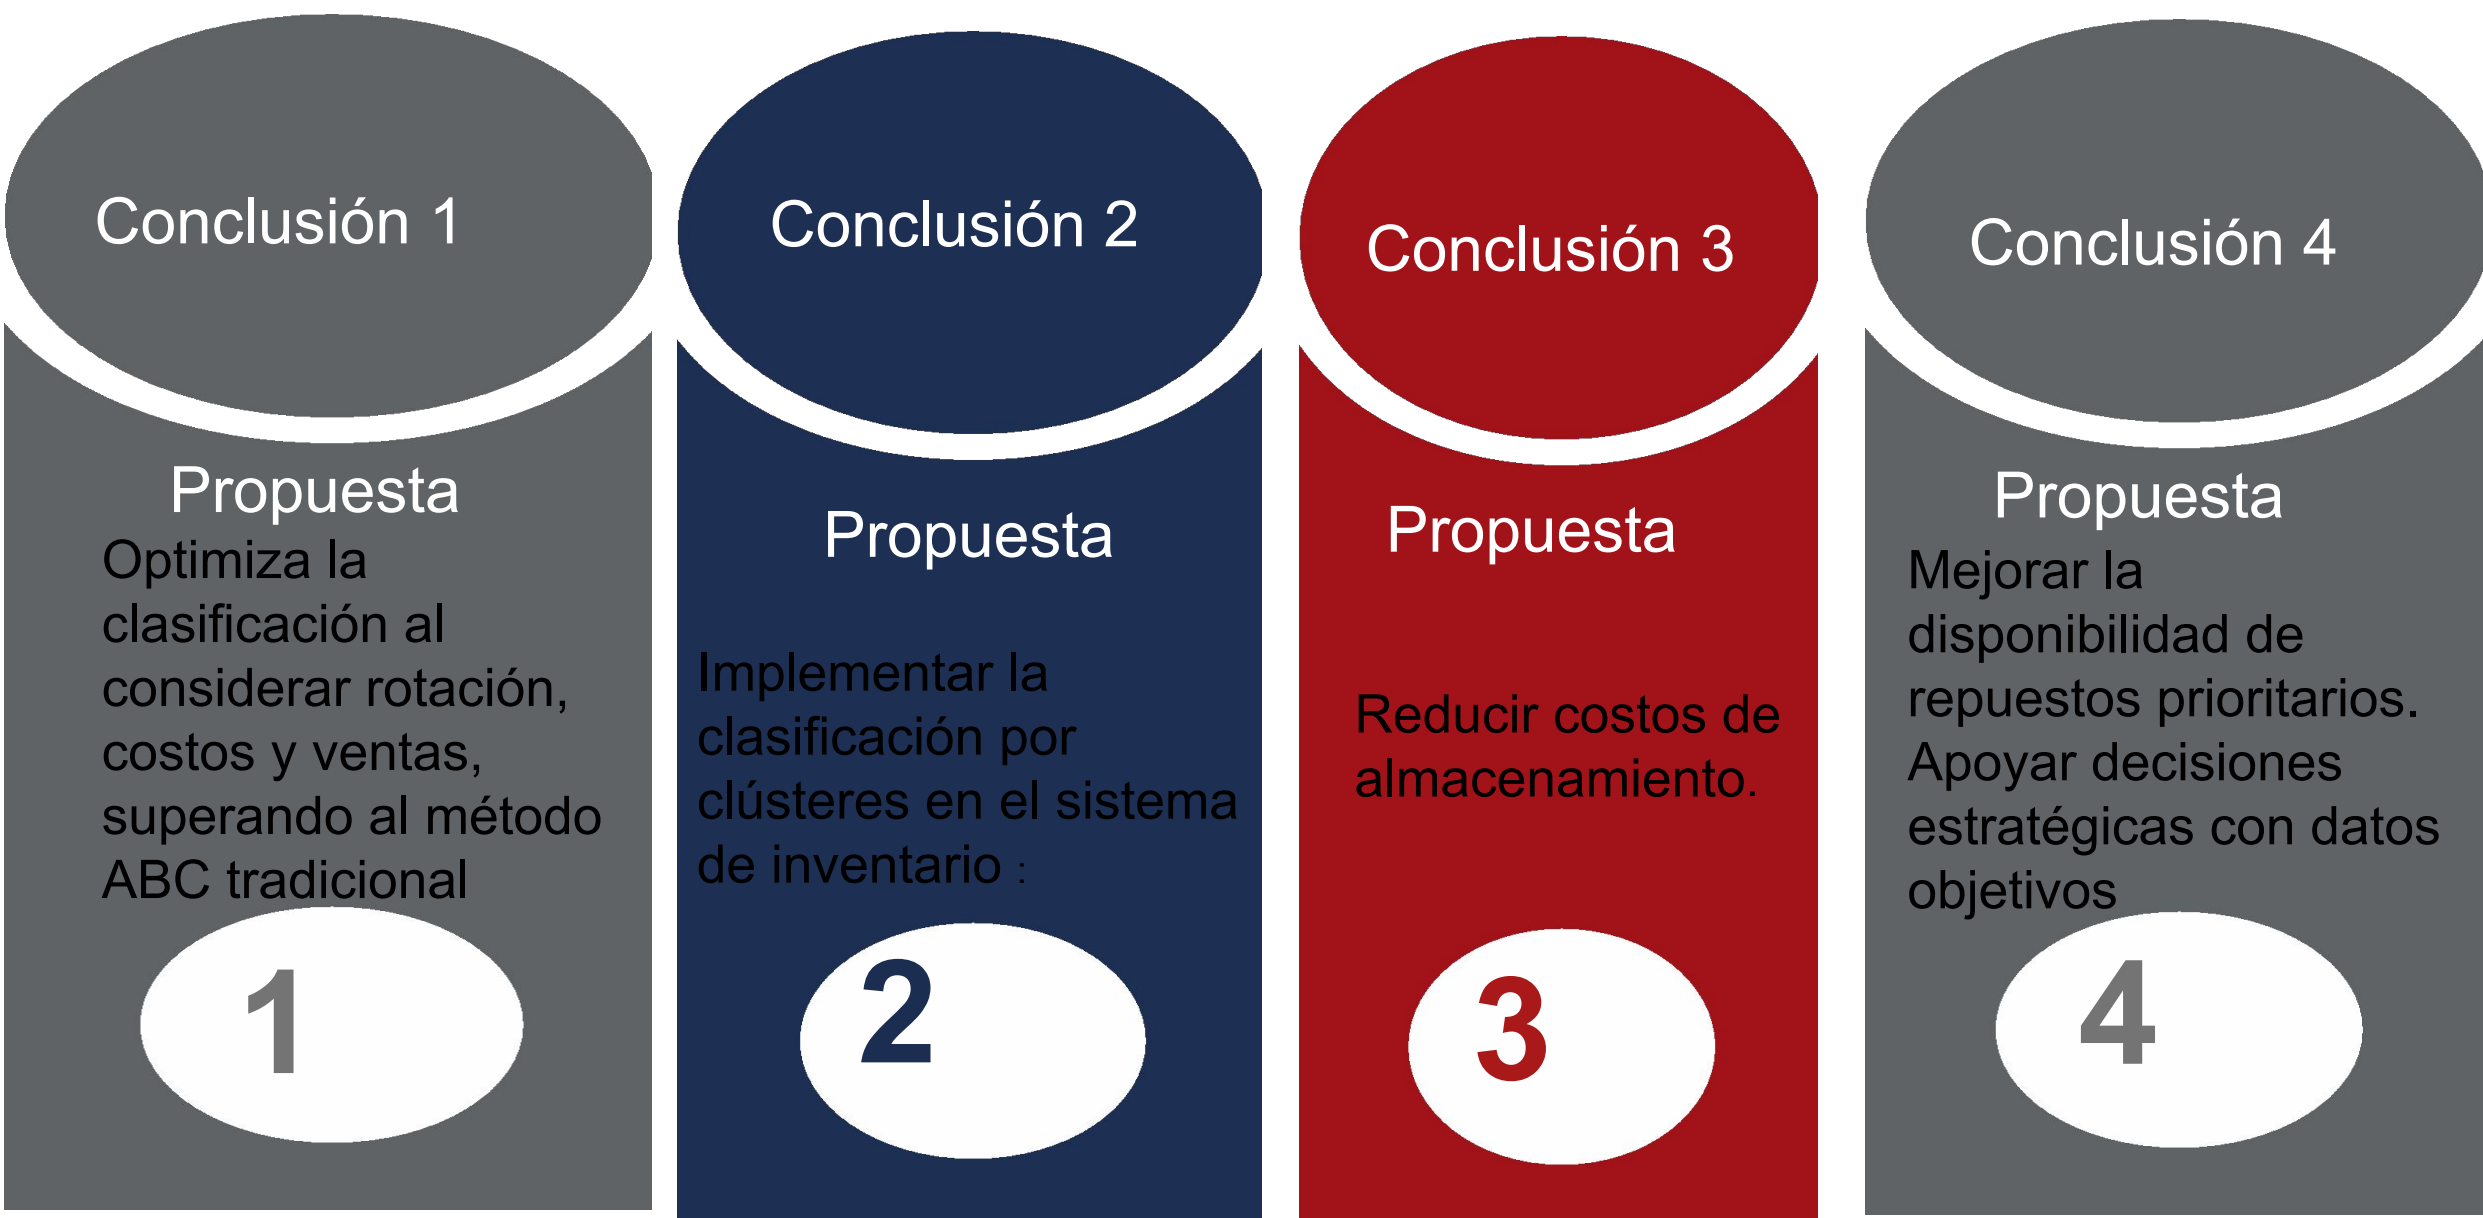 Conclusión 1
Propuesta
Optimiza la
clasificación al
considerar rotación,
costos y ventas,
superando al método
ABC tradicional
1
Conclusión 2
Propuesta
Implementar la
clasificación por
clústeres en el sistema
de inventario :
2
Conclusión 3
Propuesta
Reducir costos de
almacenamiento.
3
Conclusión 4
Propuesta
Mejorar la
disponibilidad de
repuestos prioritarios.
Apoyar decisiones
estratégicas con datos
objetivos
4